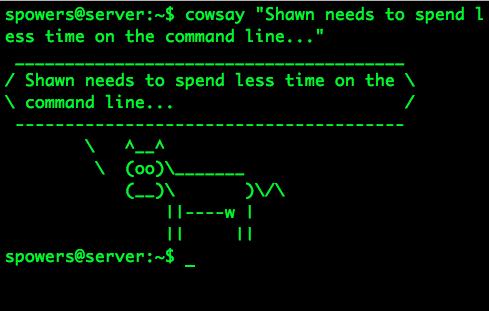 spowers@server:~$ cowsay "Shawn needs to spend l
ess time on the command line..."
 _______________________________________
/ Shawn needs to spend less time on the \
\ command line...                       /
 ---------------------------------------
        \   ^__^
         \  (oo)\_______
            (__)\       )\/\
                ||----w |
                ||     ||
spowers@server:~$ _